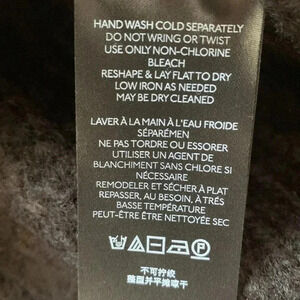 HAND WASH COLD SEPARATELY
DO NOT WRING OR TWIST
USE ONLY NON-CHLORINE
BLEACH
RESHAPE & LAY FLAT TO DRY
LOW IRON AS NEEDED
MAY BE DRY CLEANED
LAVER À LA MAIN À L'EAU FROIDE
SÉPARÉMEN
NE PAS TORDRE OU ESSORER
UTILISER UN AGENT DE
BLANCHIMENT SANS CHLORE SI
NÉCESSAIRE
REMODELER ET SÉCHER À PLAT
REPASSER, AU BESOIN, À TRÉS
BASSE TEMPÉRATURE
PEUT-ÊTRE ÊTRE NETTOYÉE SEC
P
不可拧绞
整型并平摊晾干